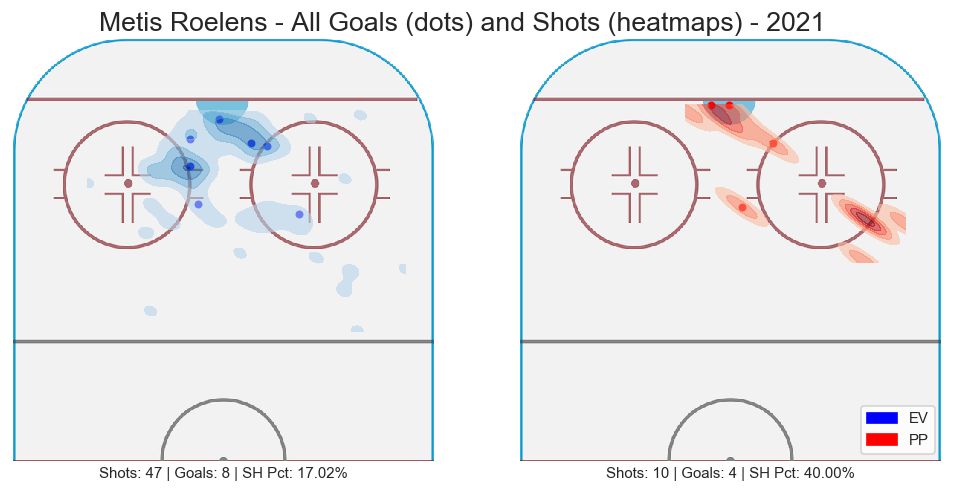 Metis Roelens - All Goals (dots) and Shots (heatmaps) - 2021
EV
PP
Shots: 47 | Goals: 8 | SH Pct: 17.02%
Shots: 10 | Goals: 4 | SH Pct: 40.00%